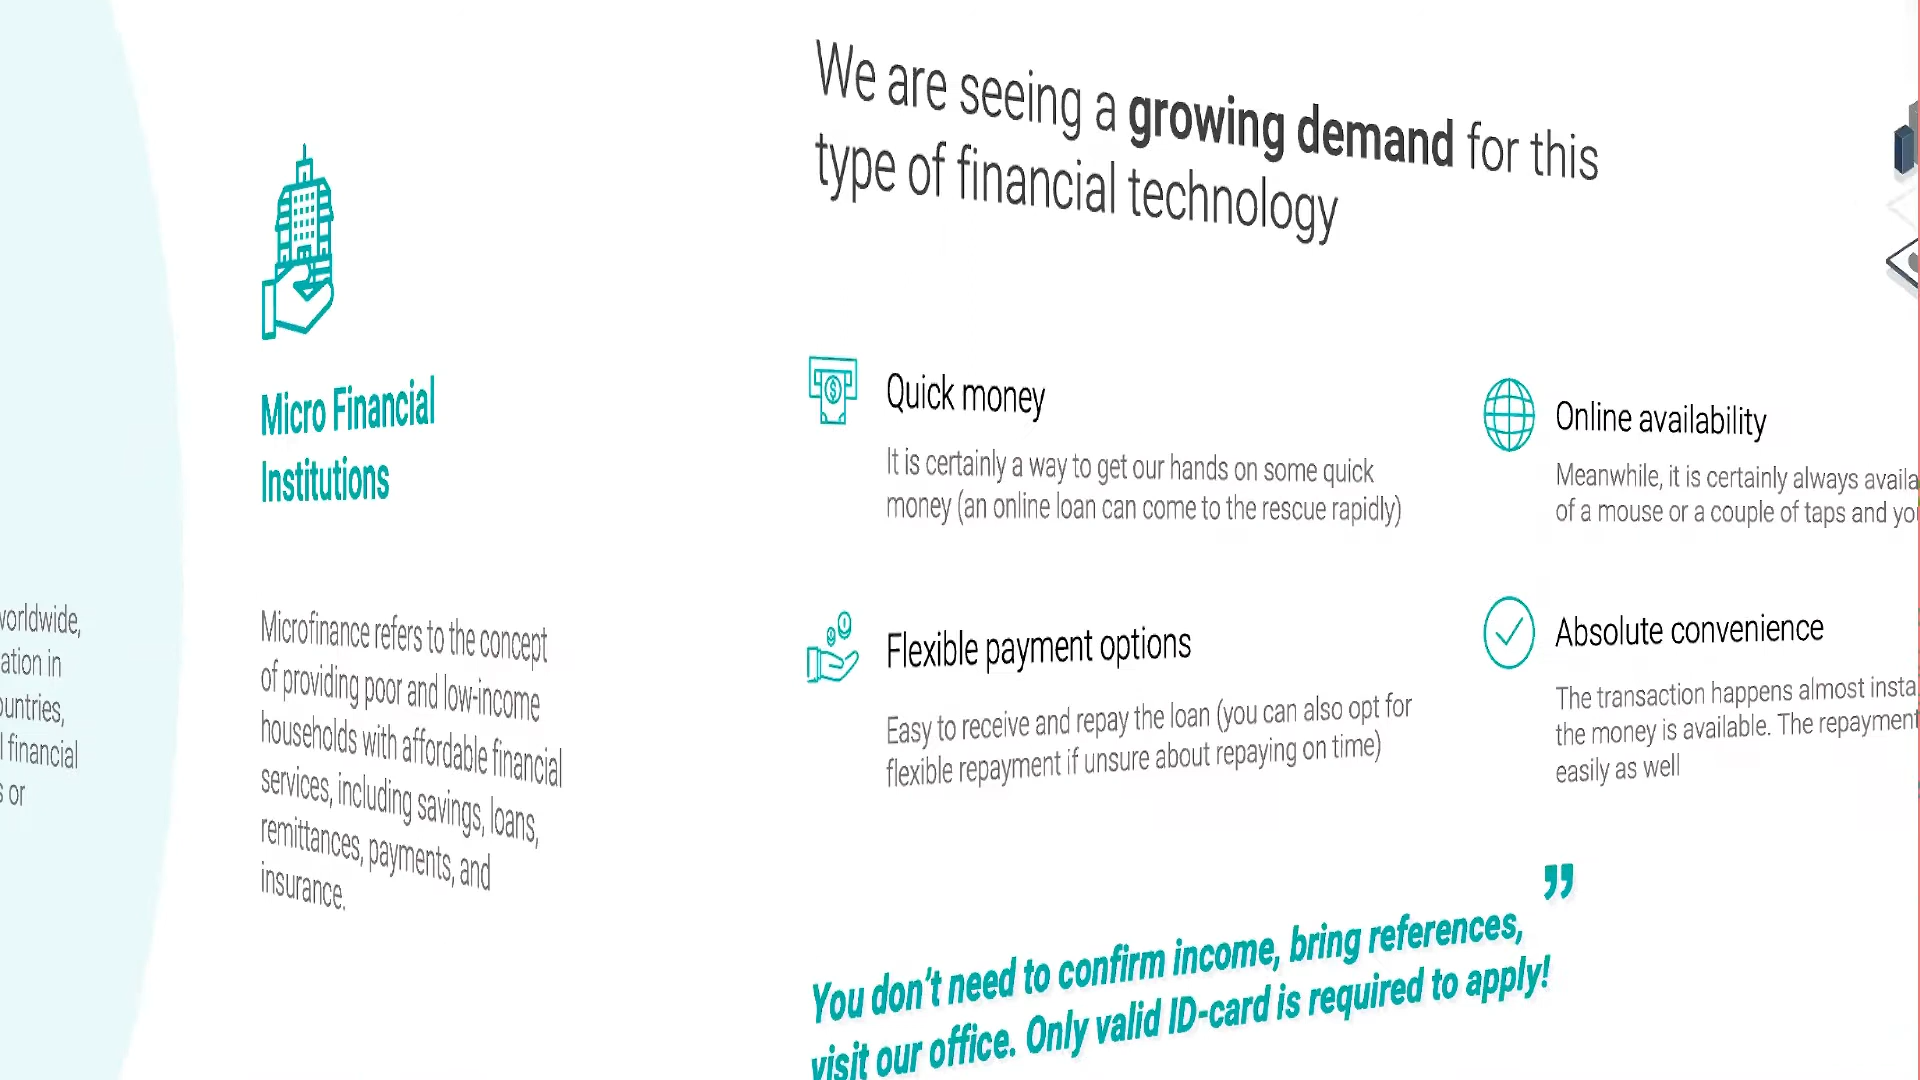 worldwide,
ation in
ountries,
l financial
s or
Micro Financial
Institutions
Microfinance refers to the concept
of providing poor and low-income
households with affordable financial
services, including savings, loans,
remittances, payments, and
insurance.
We are seeing a growing demand for this
type of financial technology
Quick money
It is certainly a way to get our hands on some quick
money (an online loan can come to the rescue rapidly)
Online availability
Meanwhile, it is certainly always availa
of a mouse or a couple of taps and yo
Flexible payment options
Easy to receive and repay the loan (you can also opt for
flexible repayment if unsure about repaying on time)
Absolute convenience
The transaction happens almost insta
the money is available. The repayment
easily as well
”
You don’t need to confirm income, bring references,
visit our office. Only valid ID-card is required to apply!